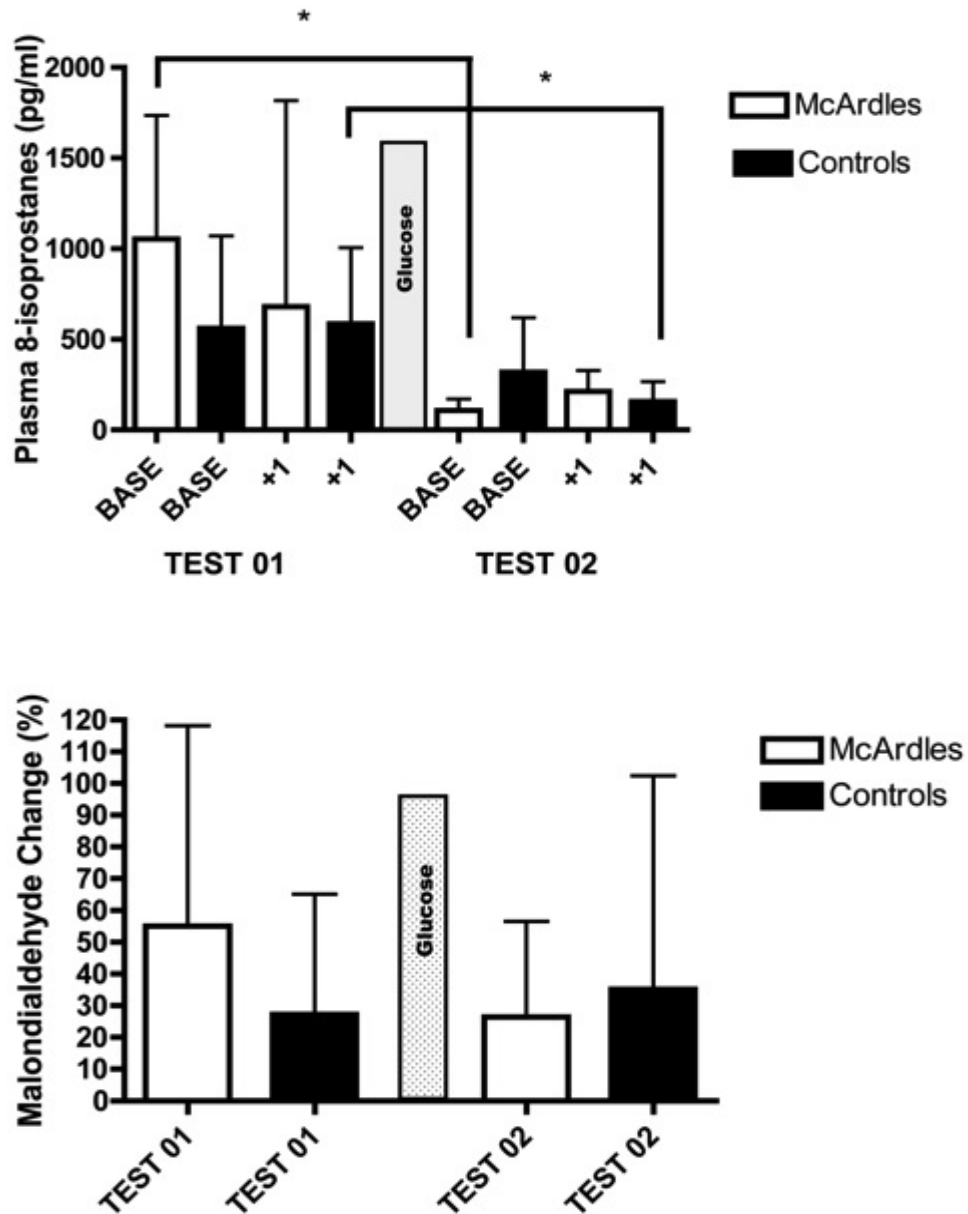 *
*
Plasma 8-isoprostanes (pg/ml)
2000
1500
1000
500
0
Glucose
McArdles
Controls
BASE
BASE
+1
+1
BASE
BASE
+1
+1
TEST 01
TEST 02
Malondialdehyde Change (%)
120
110
100
90
80
70
60
50
40
30
20
10
0
Glucose
McArdles
Controls
TEST 01
TEST 01
TEST 02
TEST 02